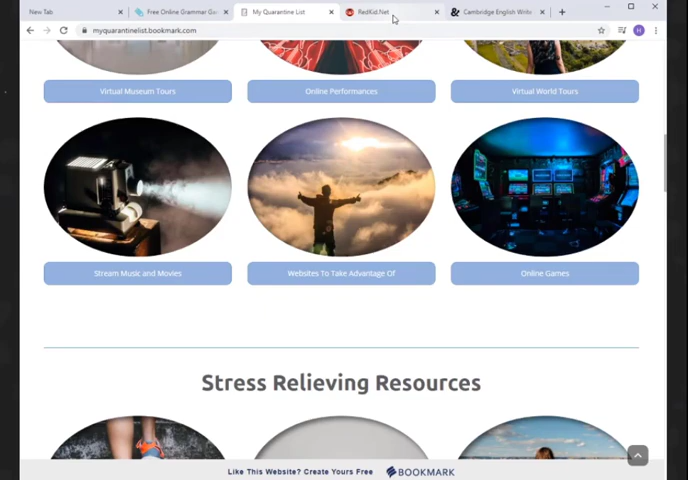 New Tab
Free Online Grammar
My Quarantine List
RedKid.Net
Cambridge English Write
myquarantinelist.bookmark.com
H
Virtual Museum Tours
Online Performances
Virtual World Tours
Stream Music and Movies
Websites To Take Advantage Of
Online Games
Stress Relieving Resources
Like This Website? Create Yours Free
BOOKMARK